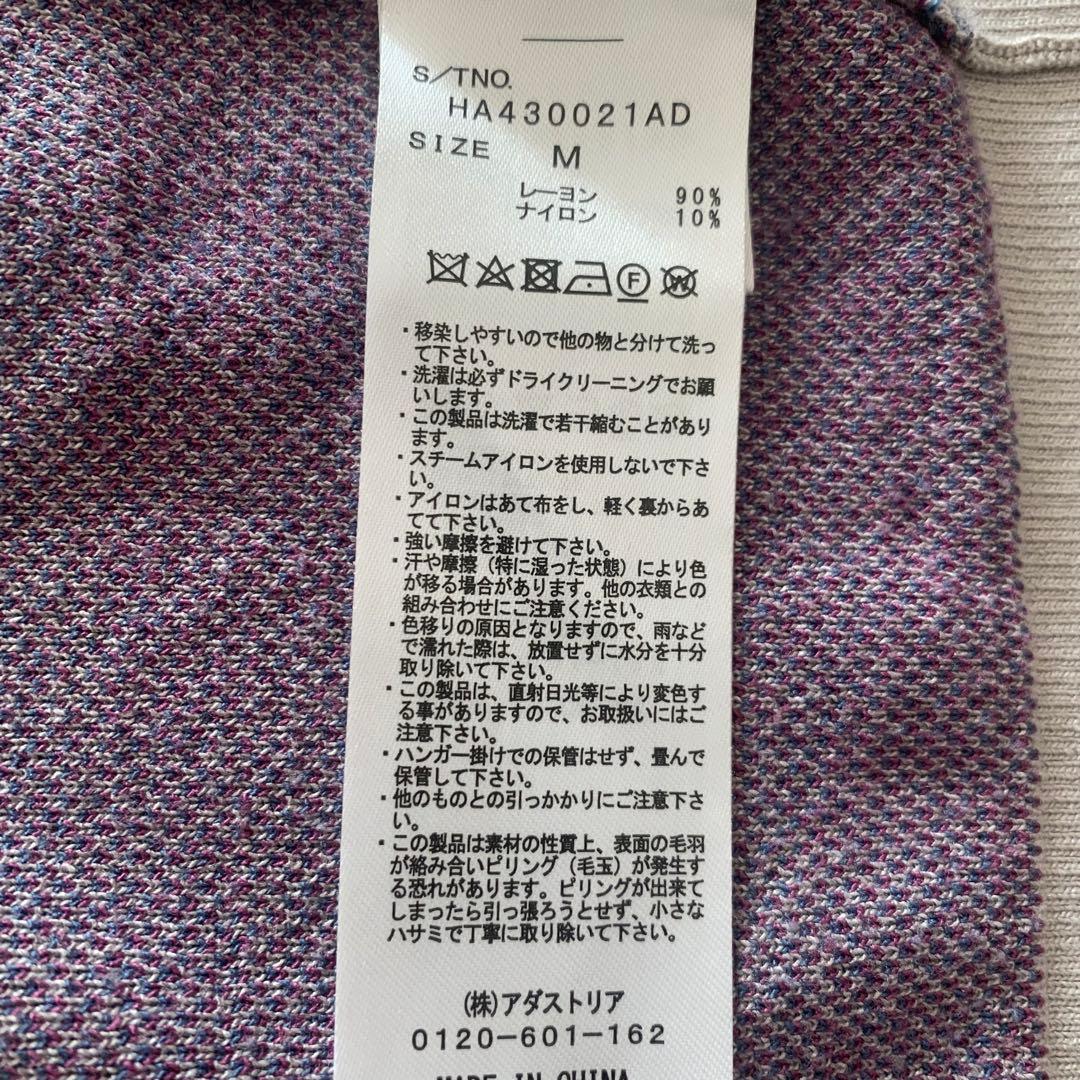 S/TNO.
HA430021AD
SIZE M
レーヨン 90%
ナイロン 10%
F W
・移染しやすいので他の物と分けて洗っ
て下さい。
・洗濯は必ずドライクリーニングでお願
いします。
・この製品は洗濯で若干縮むことがあり
ます。
・スチームアイロンを使用しないで下さ
い。
・アイロンはあて布をし、軽く裏からあ
てて下さい。
・強い摩擦を避けて下さい。
・汗や摩擦（特に湿った状態）により色
が移る場合があります。他の衣類との
組み合わせにご注意ください。
・色移りの原因となりますので、雨など
で濡れた際は、放置せずに水分を十分
取り除いて下さい。
・この製品は、直射日光等により変色す
る事がありますので、お取扱いにはご
注意下さい。
・ハンガー掛けでの保管はせず、畳んで
保管して下さい。
・他のものとの引っかかりにご注意下さ
い。
・この製品は素材の性質上、表面の毛羽
が絡み合いピリング（毛玉）が発生す
る恐れがあります。ピリングが出来て
しまったら引っ張ろうとせず、小さな
ハサミで丁寧に取り除いて下さい。
(株)アダストリア
0120-601-162
MADE IN CHINA